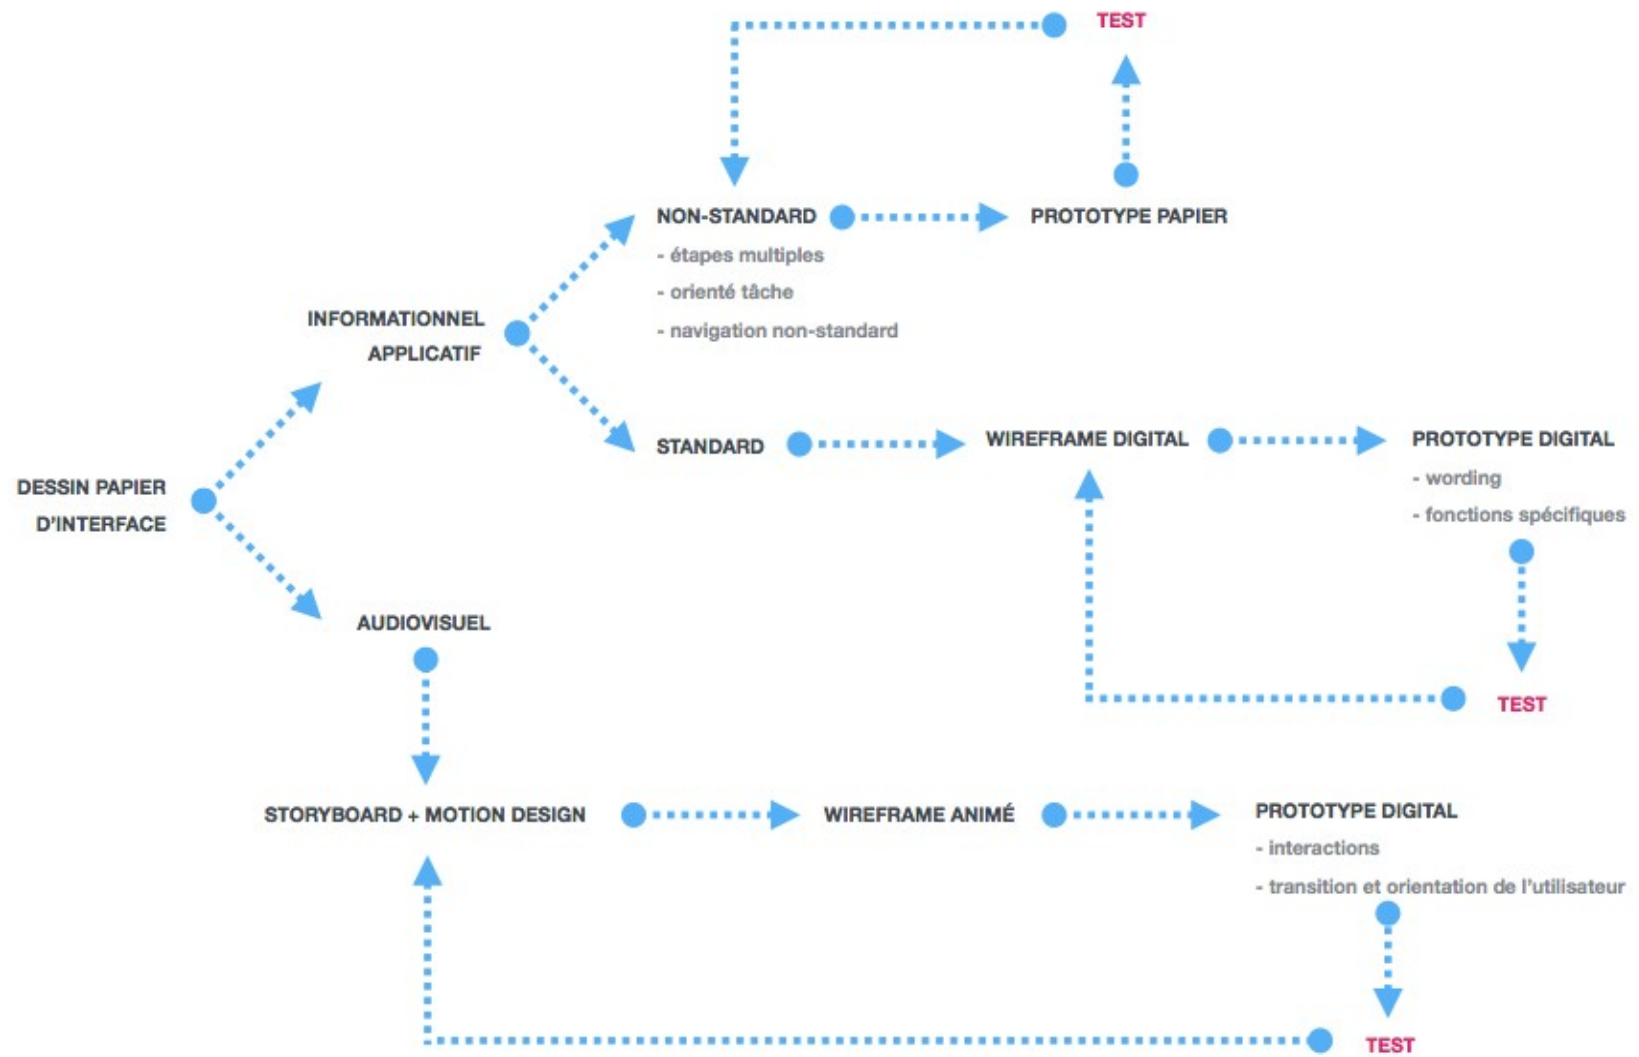 TEST
NON-STANDARD
- étapes multiples
- orienté tâche
- navigation non-standard
PROTOTYPE PAPIER
INFORMATIONNEL
APPLICATIF
STANDARD
WIREFRAME DIGITAL
PROTOTYPE DIGITAL
- wording
- fonctions spécifiques
DESSIN PAPIER
D'INTERFACE
AUDIOVISUEL
TEST
STORYBOARD + MOTION DESIGN
WIREFRAME ANIMÉ
PROTOTYPE DIGITAL
- interactions
- transition et orientation de l'utilisateur
TEST